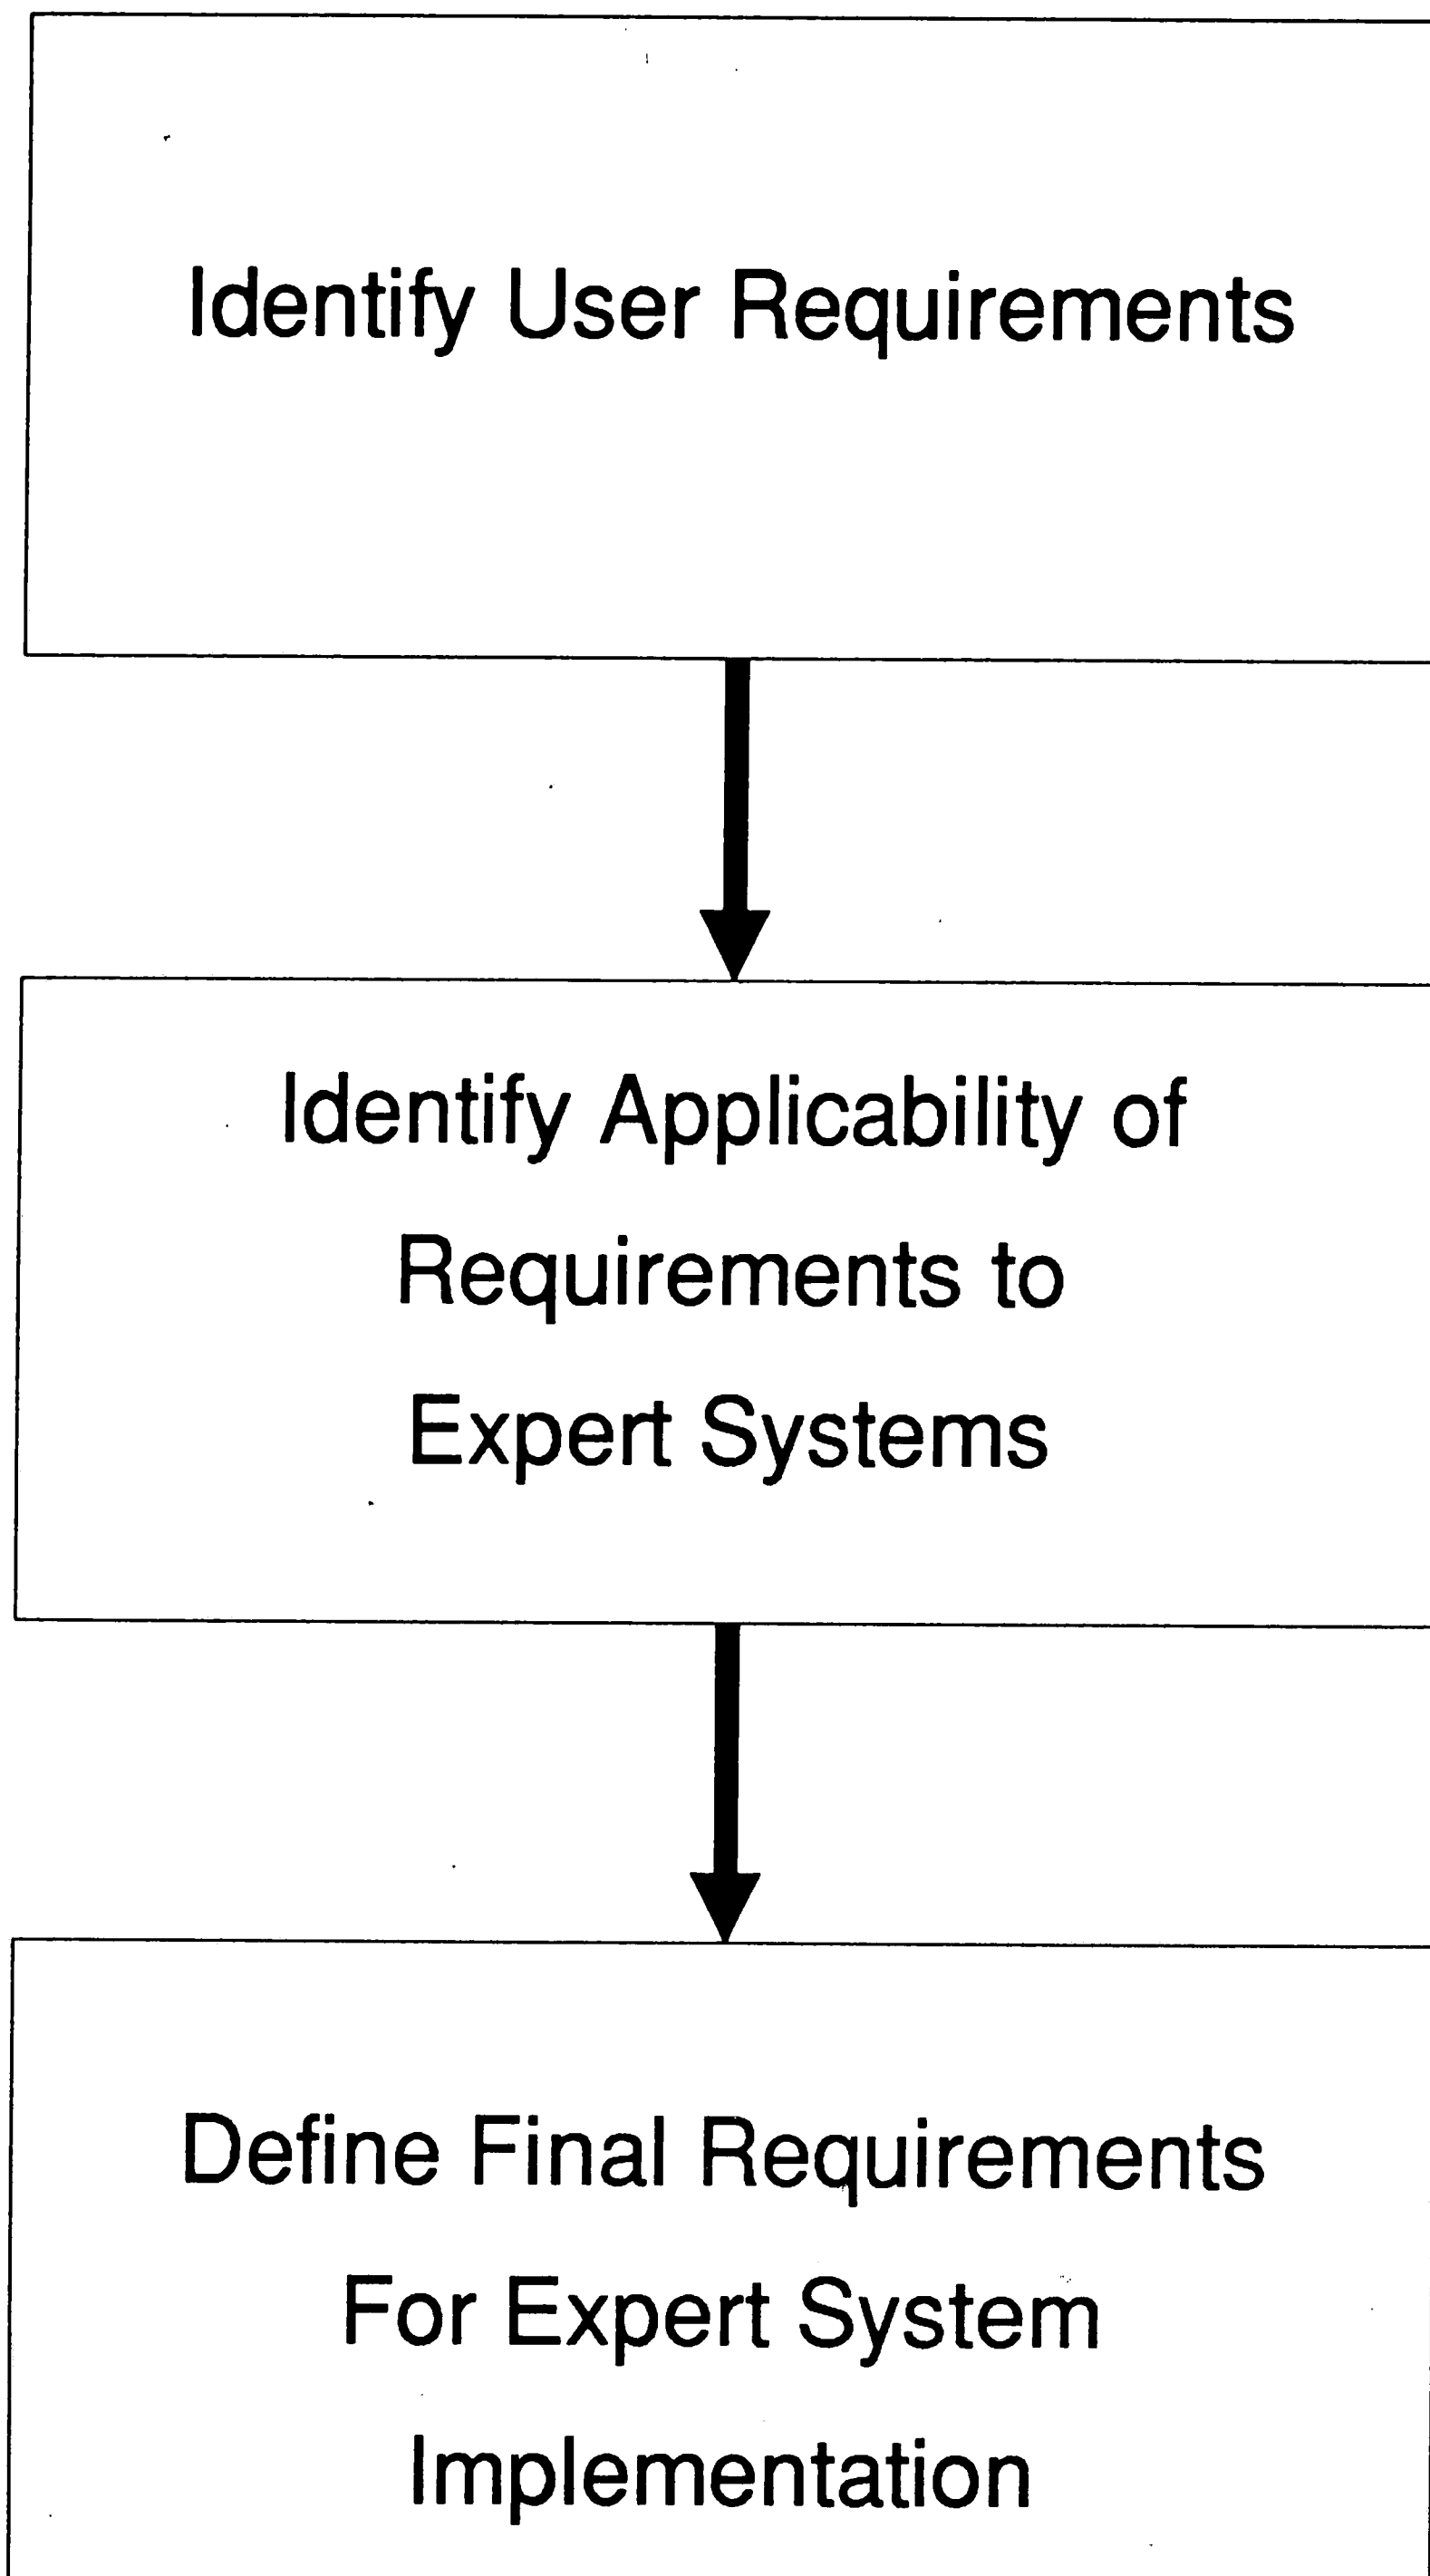 Identify User Requirements
Identify Applicability of
Requirements to
Expert Systems
Define Final Requirements
For Expert System
Implementation